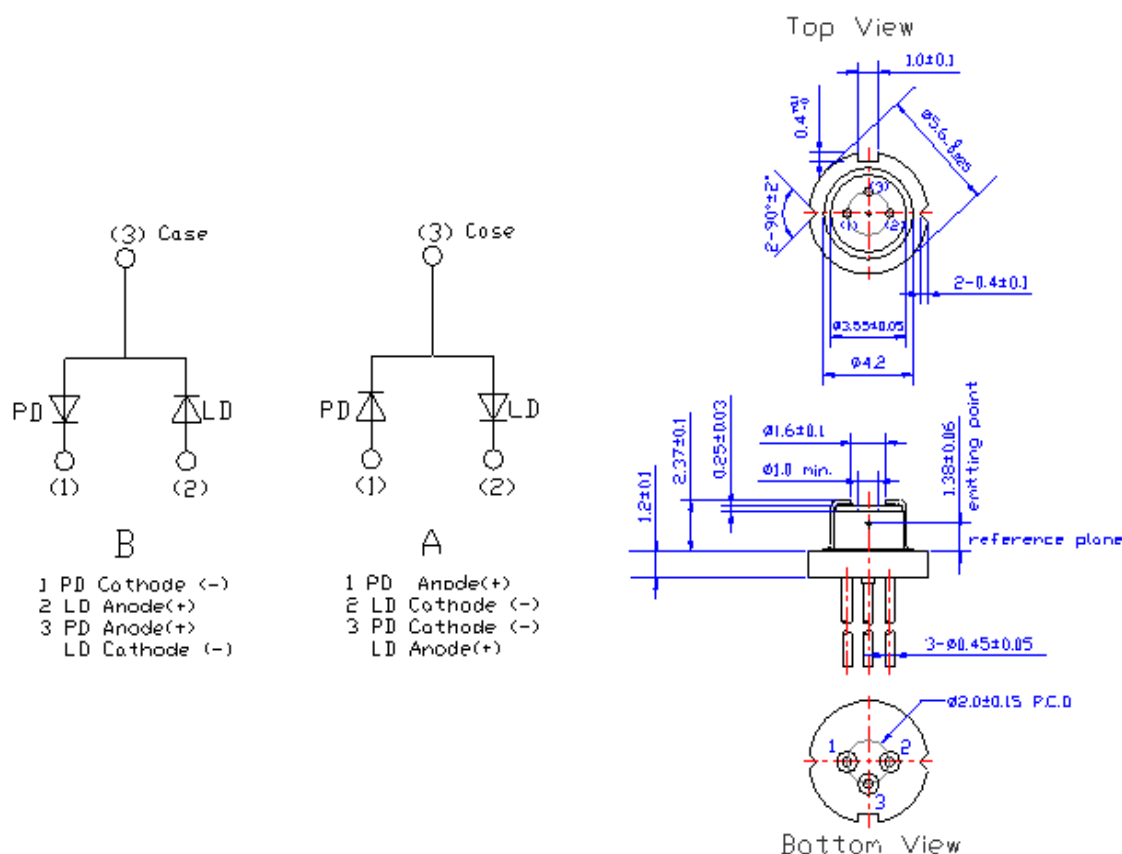 (3) Case
PD
LD
(1)
(2)
B
1 PD Cathode (-)
2 LD Anode(+)
3 PD Anode(+)
LD Cathode (-)
(3) Case
PD
LD
(1)
(2)
A
1 PD Anode(+)
2 LD Cathode (-)
3 PD Cathode (-)
LD Anode(+)
Top View
1.0±0.1
0.4
ø5.6
2-90°±2°
(3)
(1)
(2)
2-0.4±0.1
ø3.55±0.05
ø4.2
ø1.6±0.1
ø1.0 min.
0.25±0.03
2.37±0.1
1.2±0.1
1.38±0.06
emitting point
reference plane
3-ø0.45±0.05
ø2.0±0.15 P.C.D
1
2
3
Bottom View